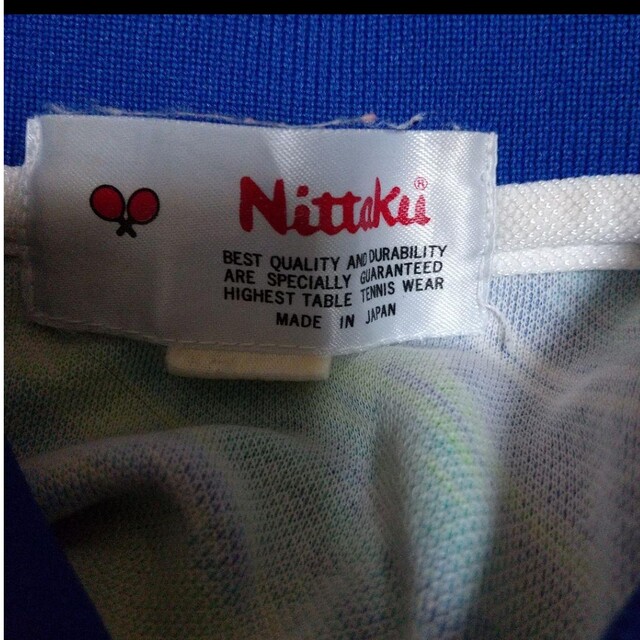 Nittaku®
BEST QUALITY AND DURABILITY
ARE SPECIALLY GUARANTEED
HIGHEST TABLE TENNIS WEAR
MADE IN JAPAN